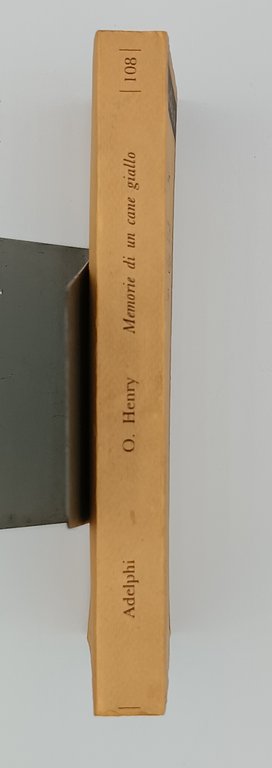 Adelphi
O. Henry
Memorie di un cane giallo
| 108 |